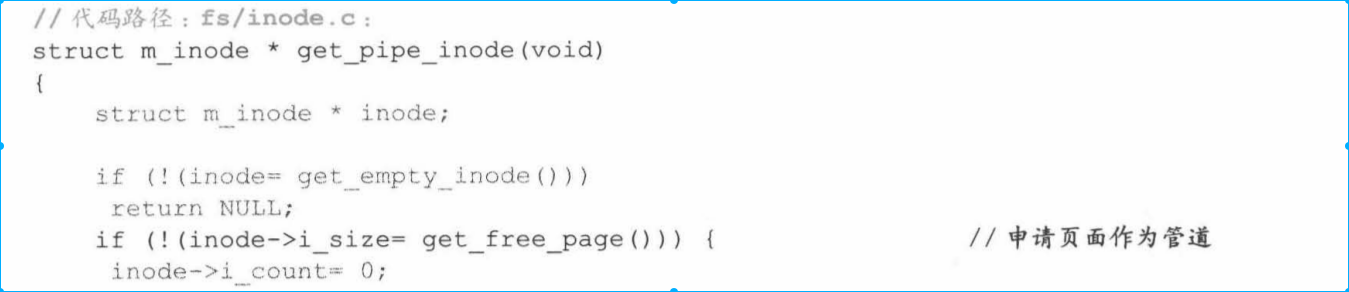 // 代码路径：fs/inode.c：
struct m_inode * get_pipe_inode(void)
{
    struct m_inode * inode;

    if (!(inode= get_empty_inode()))
     return NULL;
    if (!(inode->i_size= get_free_page())) {                // 申请页面作为管道
     inode->i_count= 0;